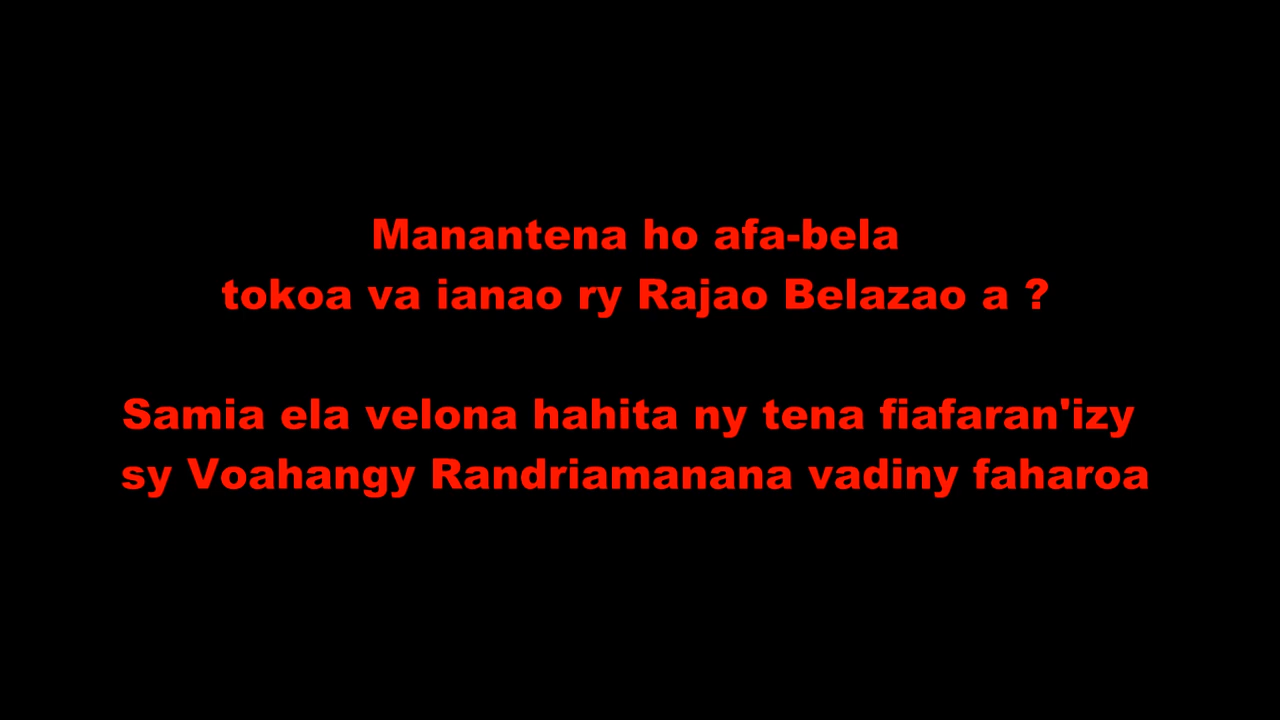 Manantena ho afa-bela
tokoa va ianao ry Rajao Belazao a ?
Samia ela velona hahita ny tena fiafaran'izy
sy Voahangy Randriamanana vadiny faharoa